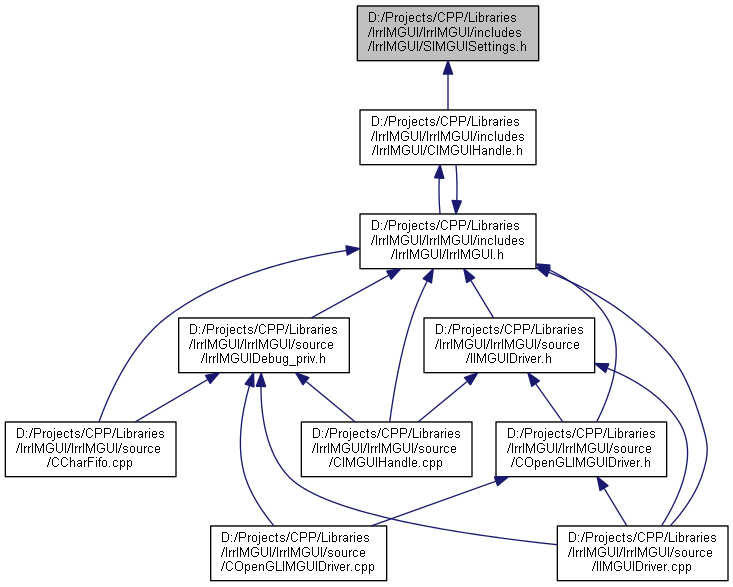 D:/Projects/CPP/Libraries
/IrrIMGUI/IrrIMGUI/includes
/IrrIMGUI/SIMGUISettings.h
D:/Projects/CPP/Libraries
/IrrIMGUI/IrrIMGUI/includes
/IrrIMGUI/CIMGUIHandle.h
D:/Projects/CPP/Libraries
/IrrIMGUI/IrrIMGUI/includes
/IrrIMGUI/IrrIMGUI.h
D:/Projects/CPP/Libraries
/IrrIMGUI/IrrIMGUI/source
/IrrIMGUIDebug_priv.h
D:/Projects/CPP/Libraries
/IrrIMGUI/IrrIMGUI/source
/IIMGUIDriver.h
D:/Projects/CPP/Libraries
/IrrIMGUI/IrrIMGUI/source
/CCharFifo.cpp
D:/Projects/CPP/Libraries
/IrrIMGUI/IrrIMGUI/source
/CIMGUIHandle.cpp
D:/Projects/CPP/Libraries
/IrrIMGUI/IrrIMGUI/source
/COpenGLIMGUIDriver.h
D:/Projects/CPP/Libraries
/IrrIMGUI/IrrIMGUI/source
/COpenGLIMGUIDriver.cpp
D:/Projects/CPP/Libraries
/IrrIMGUI/IrrIMGUI/source
/IIMGUIDriver.cpp